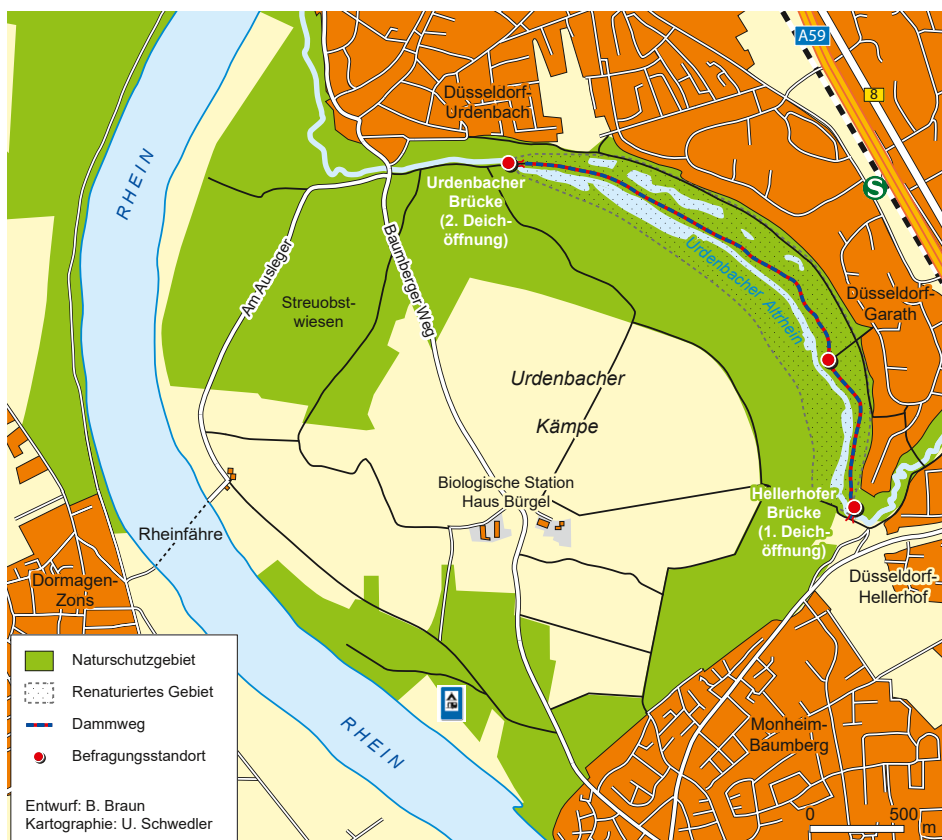 A59
8
Düsseldorf-
Urdenbach
RHEIN
S
Urdenbacher
Brücke
(2. Deich-
öffnung)
Urdenbacher Altrhein
Am Ausleger
Baumberger Weg
Düsseldorf-
Garath
Streuobst-
wiesen
Urdenbacher
Kämpe
Biologische Station
Haus Bürgel
Hellerhofer
Brücke
(1. Deich-
öffnung)
Rheinfähre
Dormagen-
Zons
Düsseldorf-
Hellerhof
Naturschutzgebiet
Renaturiertes Gebiet
Dammweg
Befragungsstandort
Entwurf: B. Braun
Kartographie: U. Schwedler
RHEIN
Monheim-
Baumberg
0 500
m